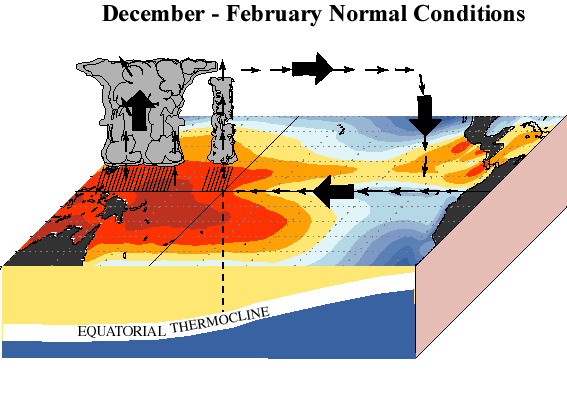 December - February Normal Conditions
EQUATORIAL THERMOCLINE